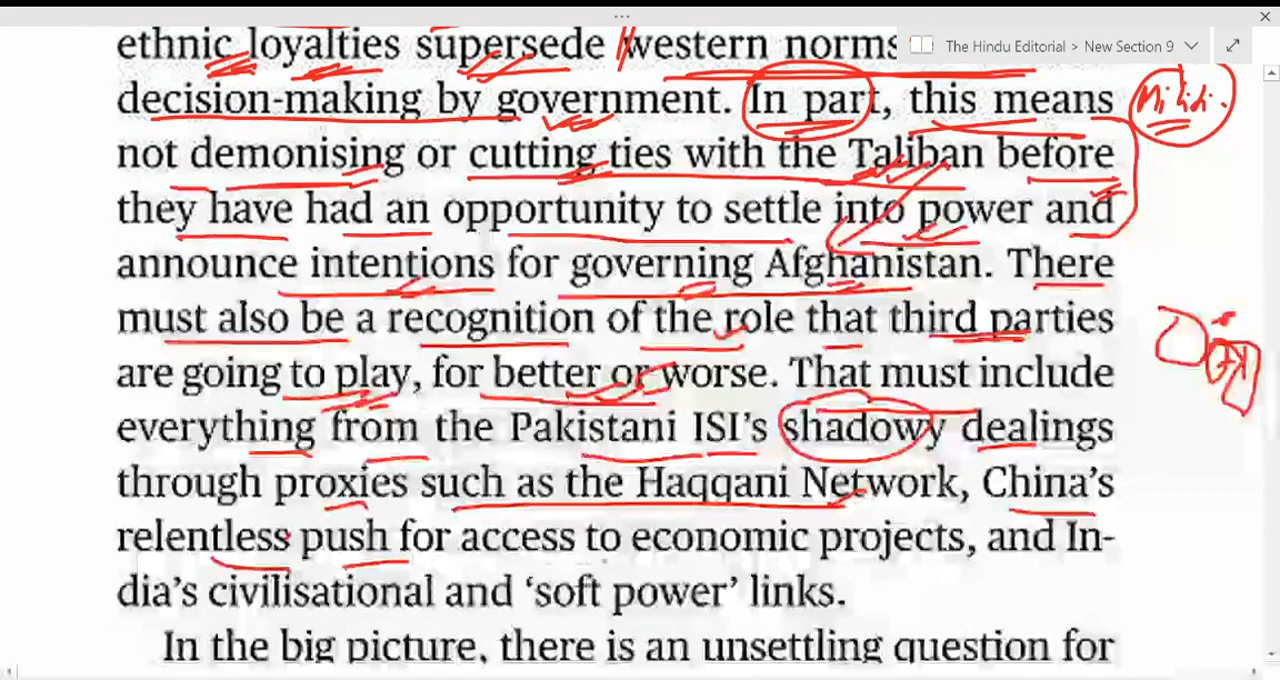 The Hindu Editorial > New Section 9
ethnic loyalties supersede western norms
decision-making by government. In part, this means
not demonising or cutting ties with the Taliban before
they have had an opportunity to settle into power and
announce intentions for governing Afghanistan. There
must also be a recognition of the role that third parties
are going to play, for better or worse. That must include
everything from the Pakistani ISI's shadowy dealings
through proxies such as the Haqqani Network, China's
relentless push for access to economic projects, and In-
dia's civilisational and 'soft power' links.
In the big picture, there is an unsettling question for